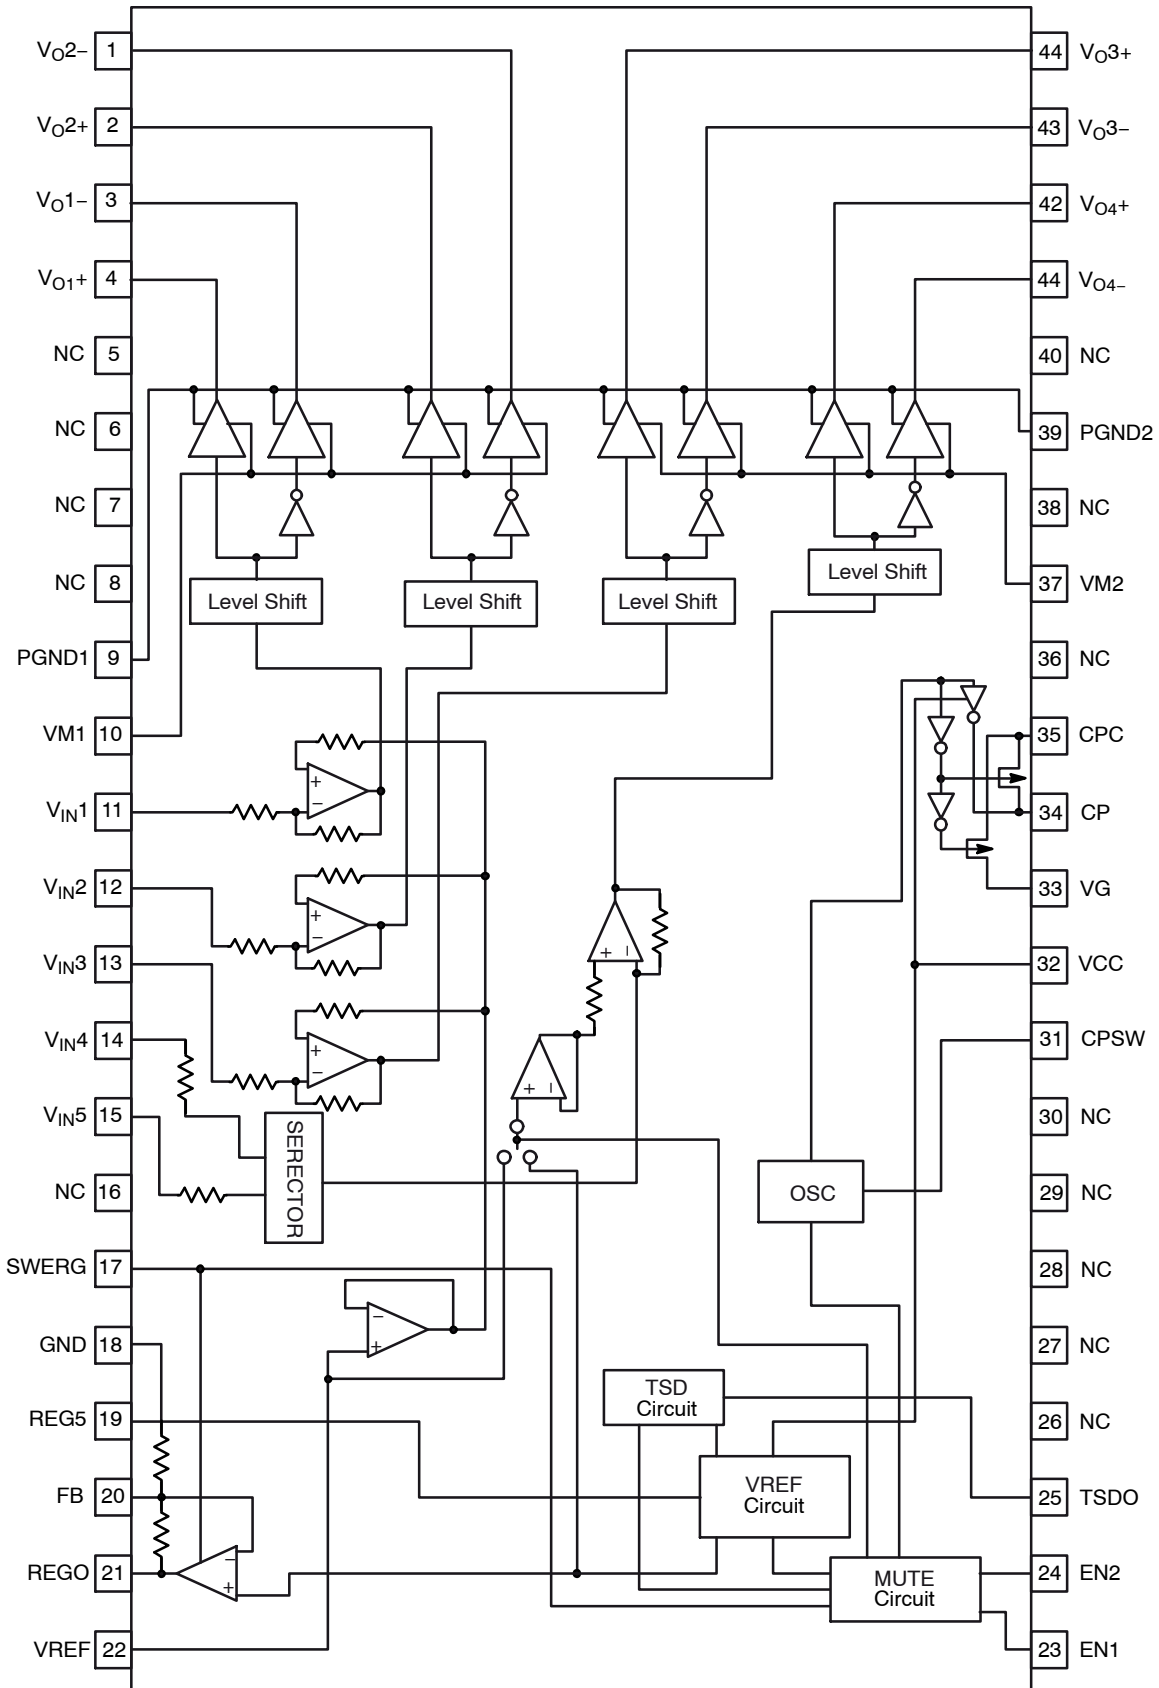 VO2− 1
VO2+ 2
VO1− 3
VO1+ 4
NC 5
NC 6
NC 7
NC 8
PGND1 9
VM1 10
VIN1 11
VIN2 12
VIN3 13
VIN4 14
VIN5 15
NC 16
SWERG 17
GND 18
REG5 19
FB 20
REGO 21
VREF 22
44 VO3+
43 VO3−
42 VO4+
44 VO4−
40 NC
39 PGND2
38 NC
37 VM2
36 NC
35 CPC
34 CP
33 VG
32 VCC
31 CPSW
30 NC
29 NC
28 NC
27 NC
26 NC
25 TSDO
24 EN2
23 EN1
Level Shift
Level Shift
Level Shift
Level Shift
+
−
+
−
+
−
+ −
+ −
SERECTOR
OSC
−
+
TSD
Circuit
VREF
Circuit
−
+
MUTE
Circuit